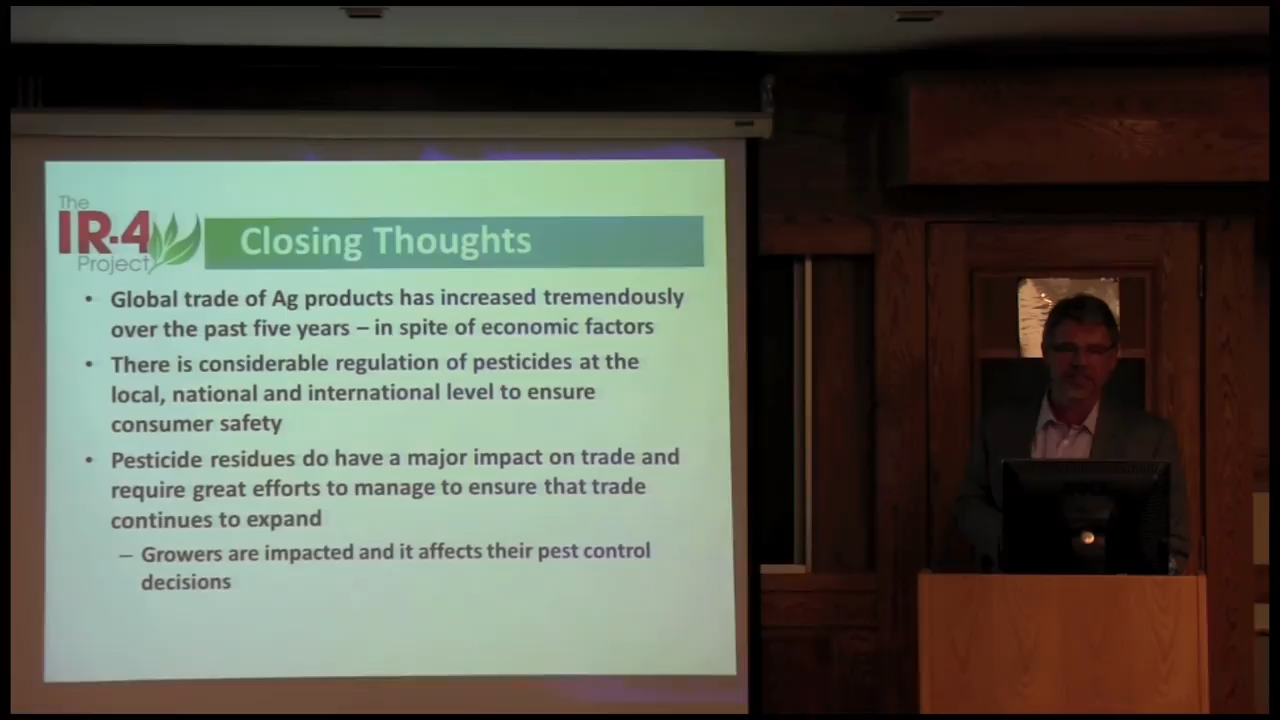 The
IR-4
Project
Closing Thoughts
• Global trade of Ag products has increased tremendously
over the past five years – in spite of economic factors
• There is considerable regulation of pesticides at the
local, national and international level to ensure
consumer safety
• Pesticide residues do have a major impact on trade and
require great efforts to manage to ensure that trade
continues to expand
– Growers are impacted and it affects their pest control
decisions